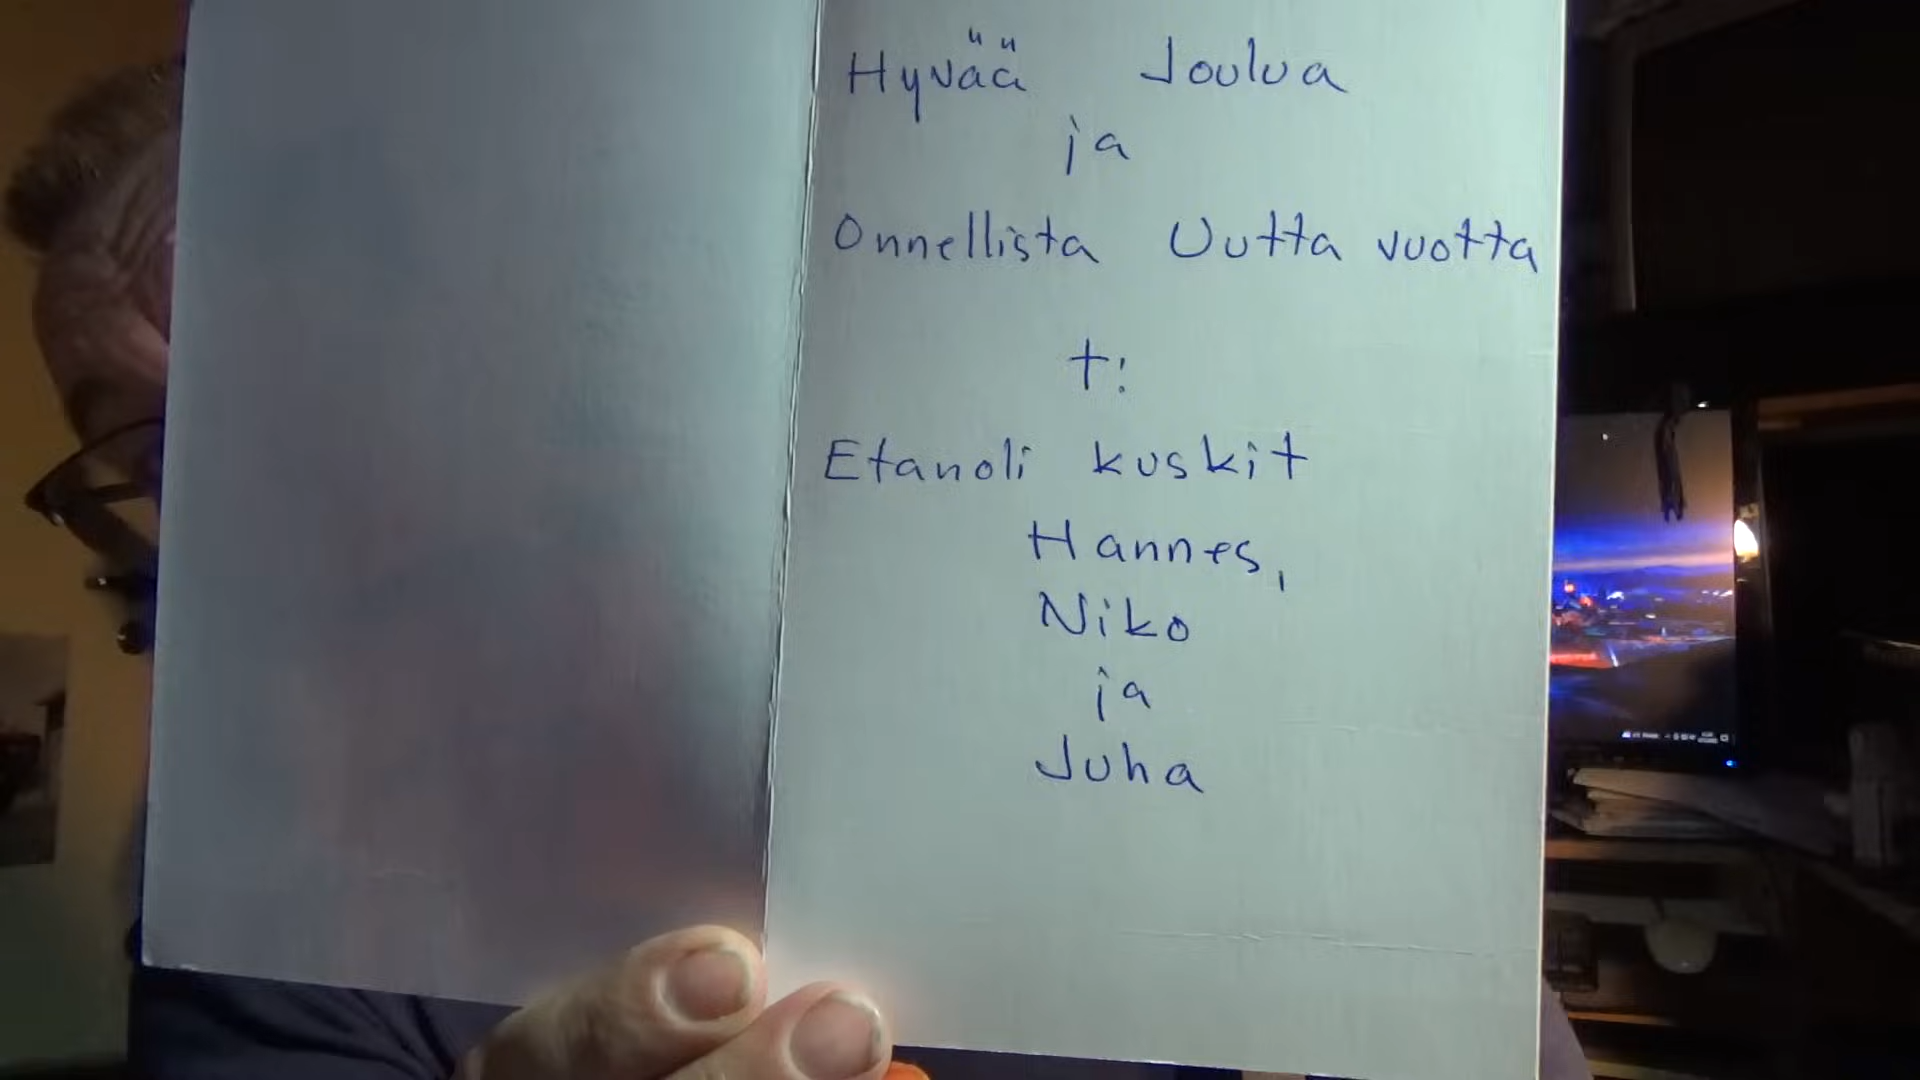 Hyvää Joulua
ja
Onnellista Uutta vuotta
t:
Etanoli kuskit
Hannes,
Niko
ja
Juha